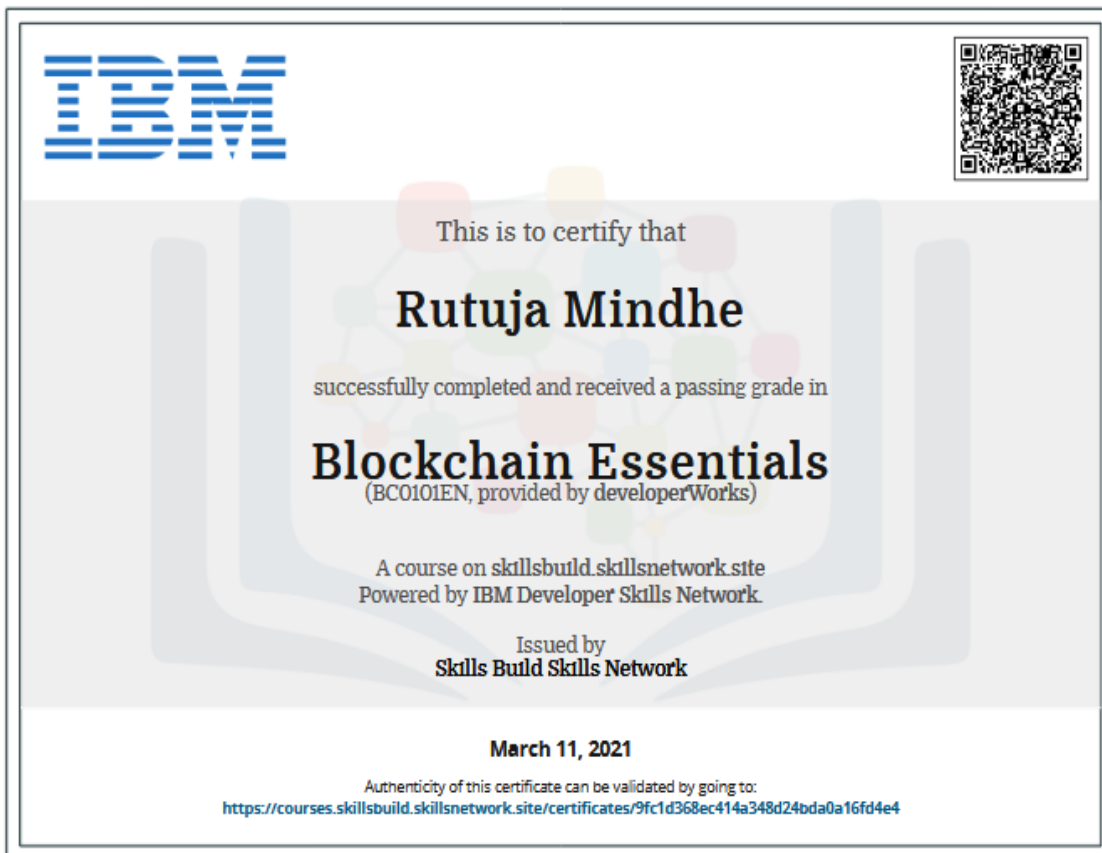 IBM
This is to certify that
Rutuja Mindhe
successfully completed and received a passing grade in
Blockchain Essentials
(BC0101EN, provided by developerWorks)
A course on skillsbuild.skillsnetwork.site
Powered by IBM Developer Skills Network.
Issued by
Skills Build Skills Network
March 11, 2021
Authenticity of this certificate can be validated by going to:
https://courses.skillsbuild.skillsnetwork.site/certificates/9fc1d368ec414a348d24bda0a16fd4e4